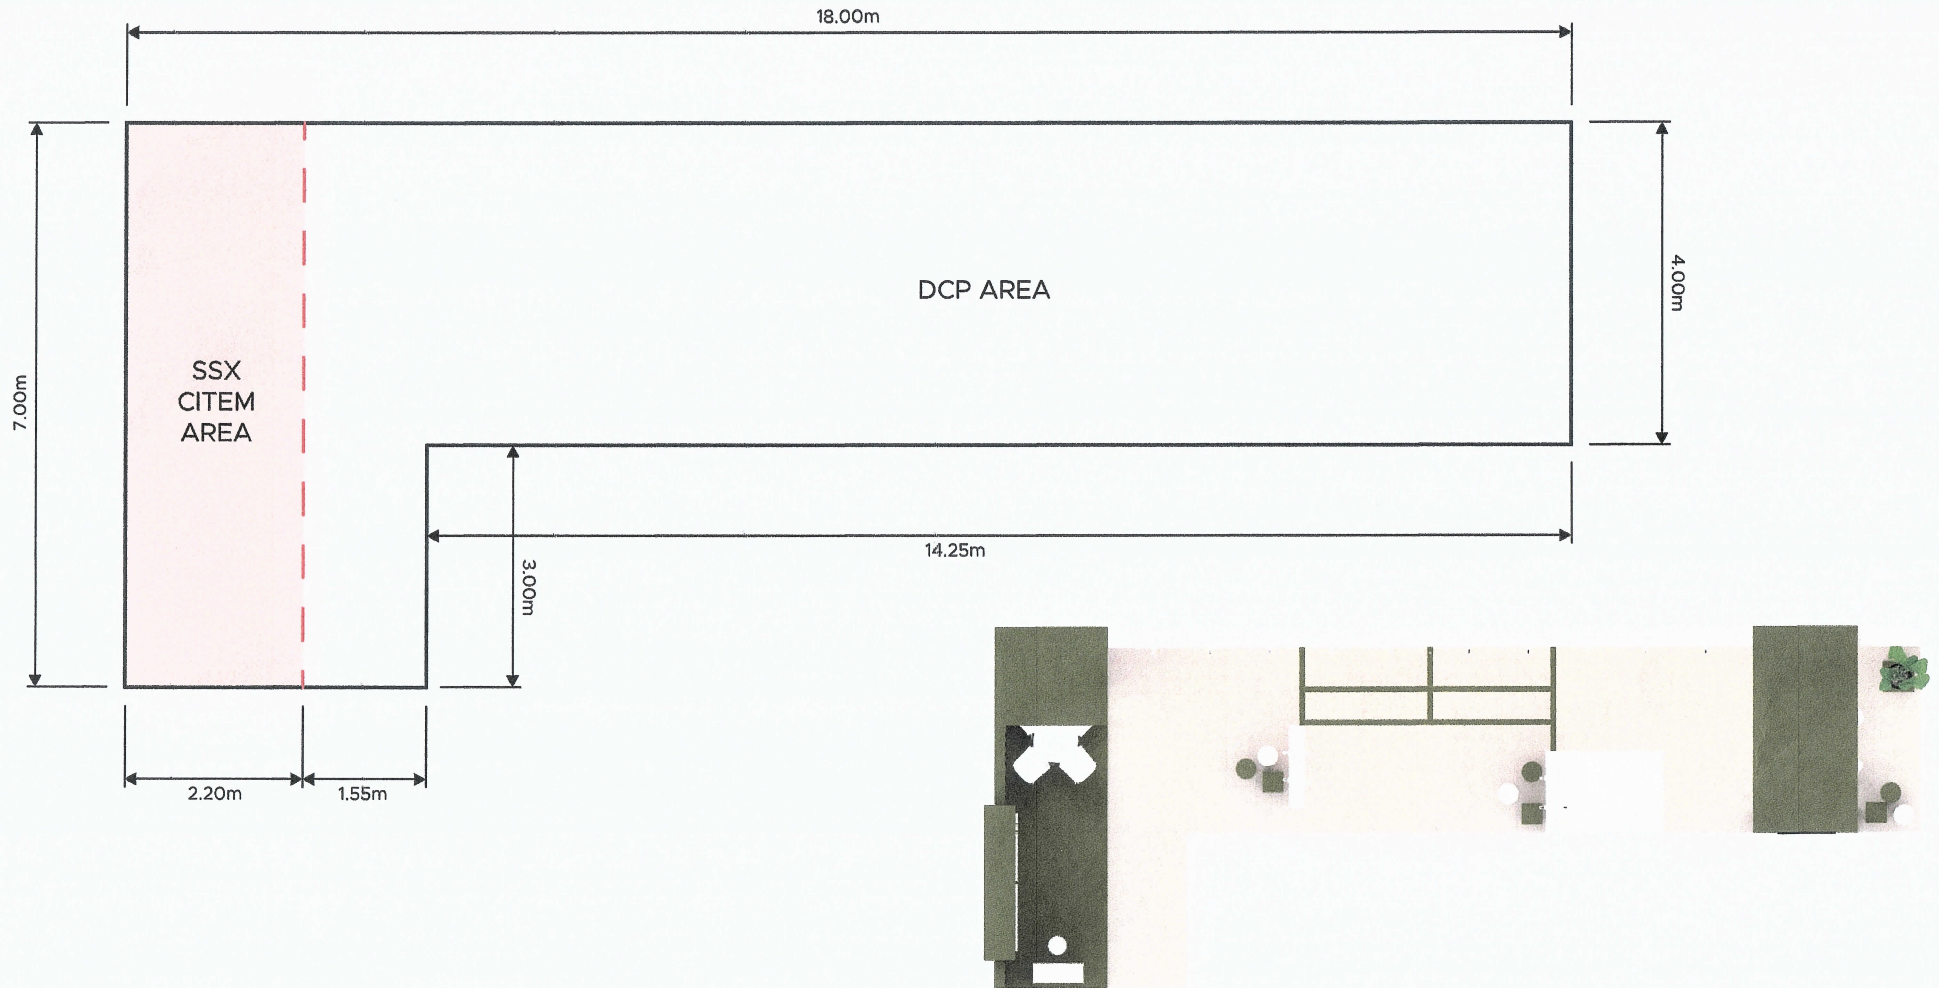 18.00m
7.00m
DCP AREA
4.00m
SSX
CITEM
AREA
14.25m
3.00m
2.20m
1.55m